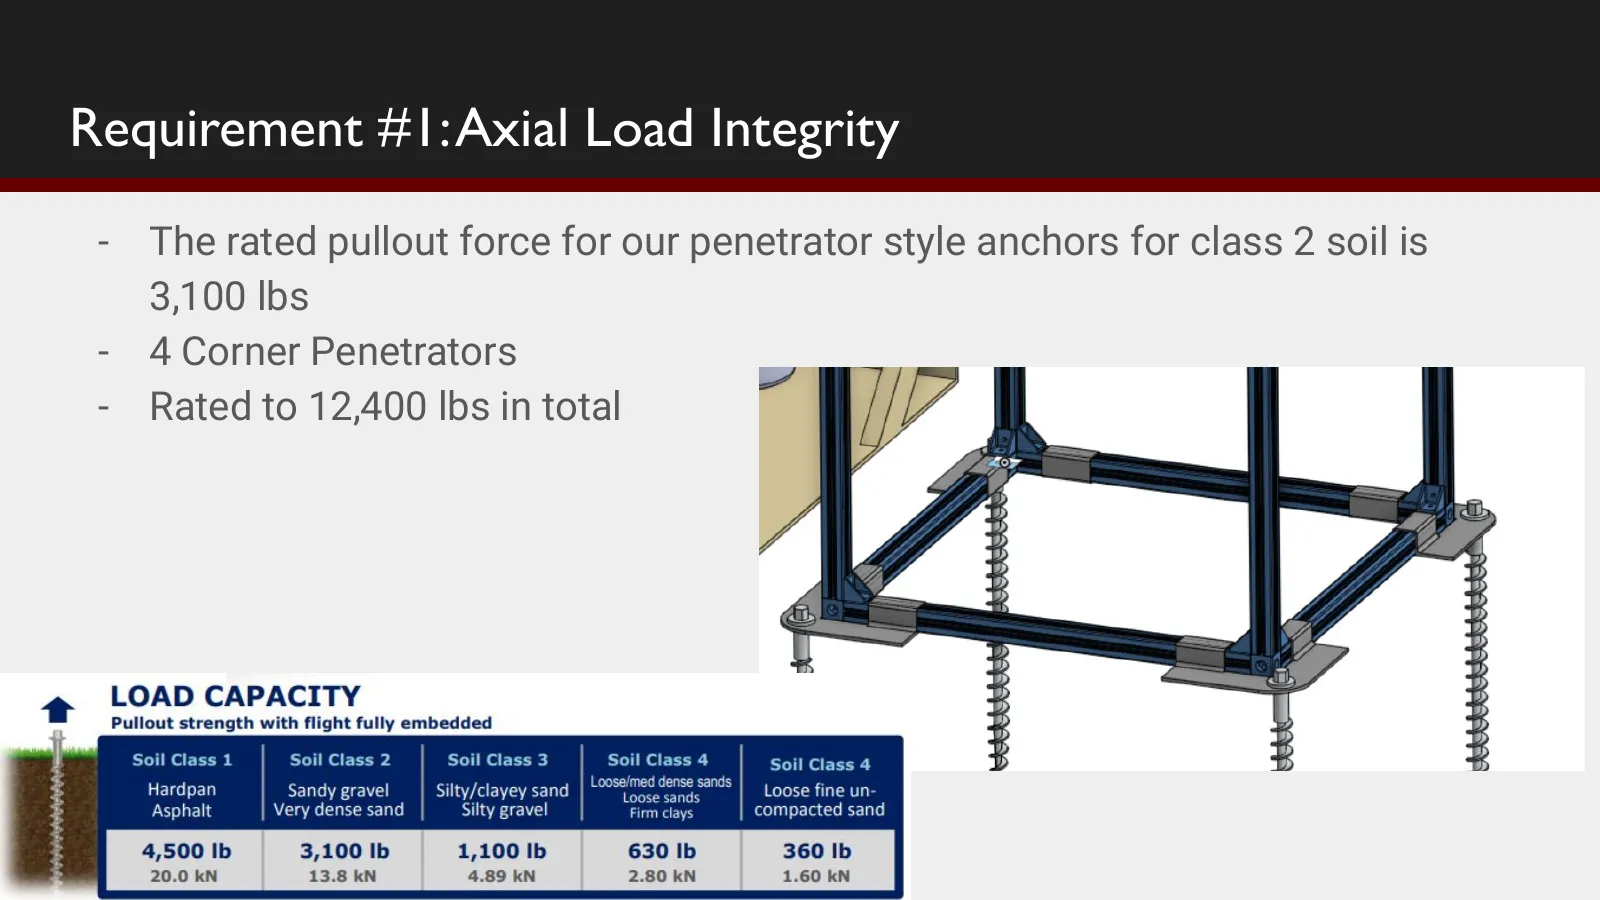 Requirement #1: Axial Load Integrity
- The rated pullout force for our penetrator style anchors for class 2 soil is
3,100 lbs
- 4 Corner Penetrators
- Rated to 12,400 lbs in total
LOAD CAPACITY
Pullout strength with flight fully embedded
Soil Class 1
Hardpan
Asphalt
4,500 lb
20.0 kN
Soil Class 2
Sandy gravel
Very dense sand
3,100 lb
13.8 kN
Soil Class 3
Silty/clayey sand
Silty gravel
1,100 lb
4.89 kN
Soil Class 4
Loose/med dense sands
Loose sands
Firm clays
630 lb
2.80 kN
Soil Class 4
Loose fine un-
compacted sand
360 lb
1.60 kN